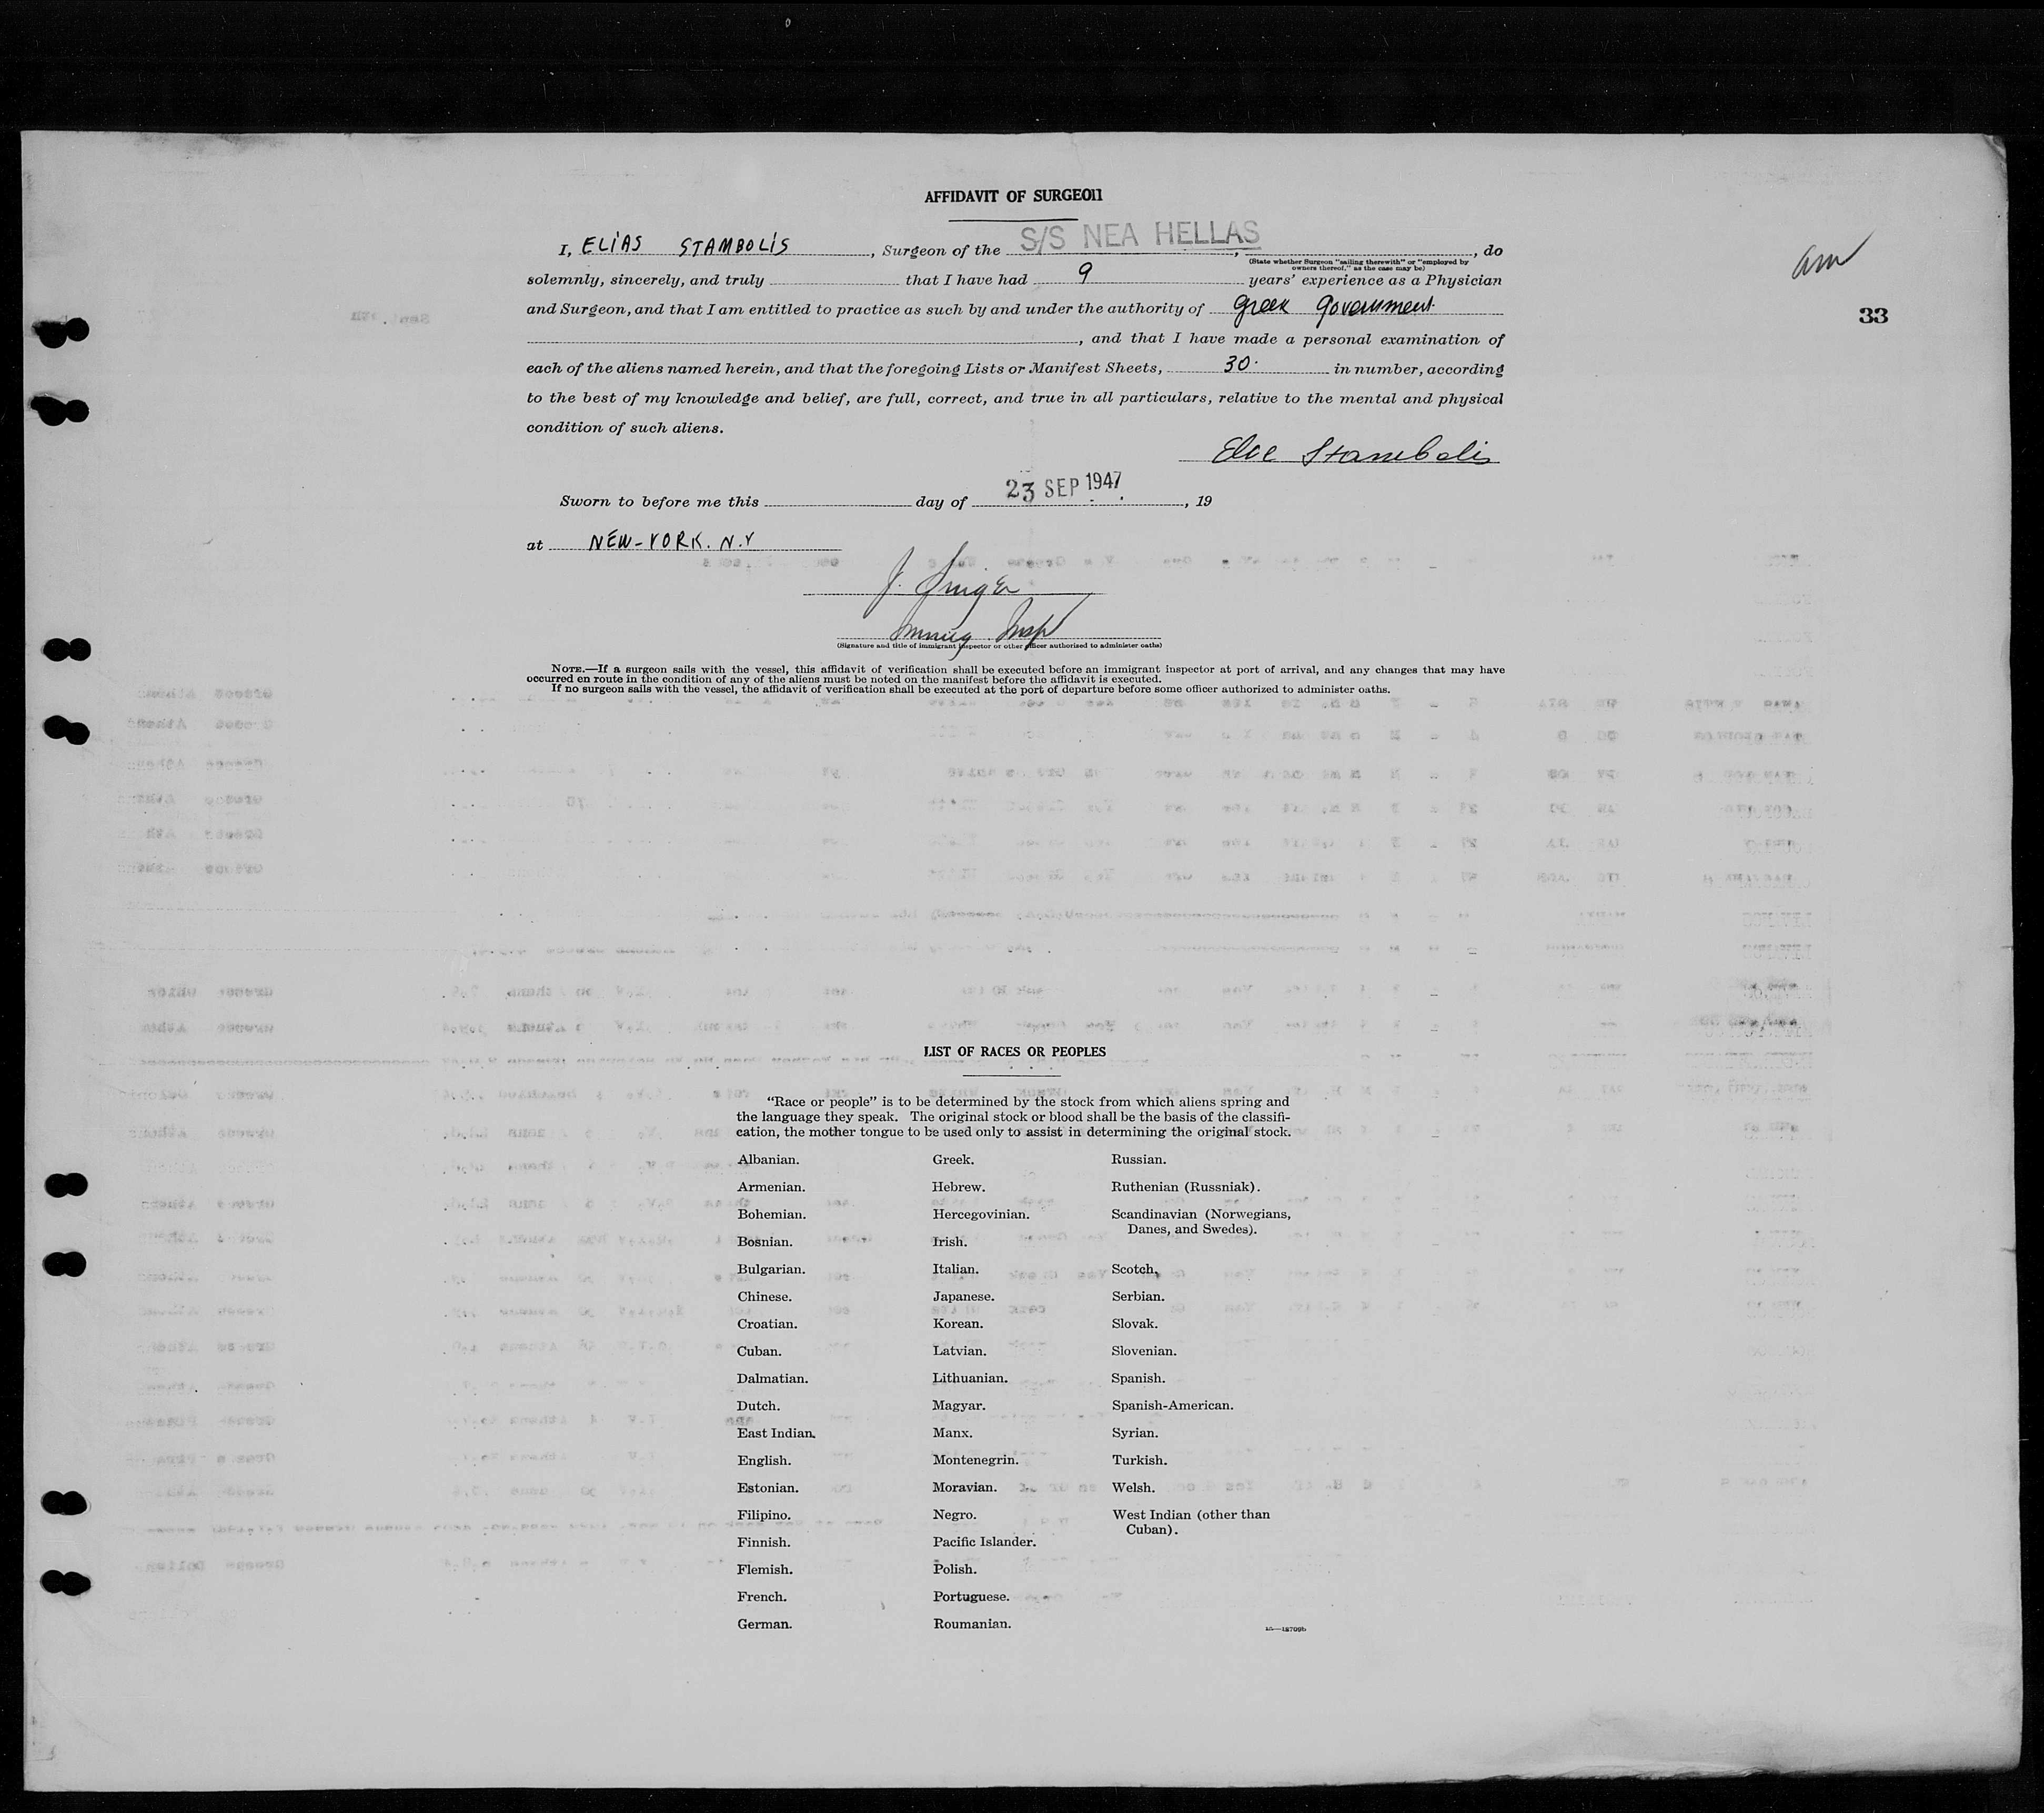 AFFIDAVIT OF SURGEON
I, ELIAS STAMBOLIS, Surgeon of the S/S NEA HELLAS, , do
(State whether Surgeon "sailing therewith" or "employed by
owners thereof," as the case may be)
solemnly, sincerely, and truly that I have had 9 years' experience as a Physician
and Surgeon, and that I am entitled to practice as such by and under the authority of Greek Government
33
, and that I have made a personal examination of
each of the aliens named herein, and that the foregoing Lists or Manifest Sheets, 30 in number, according
to the best of my knowledge and belief, are full, correct, and true in all particulars, relative to the mental and physical
condition of such aliens.
Stambolis
Sworn to before me this day of 23 SEP 1947, 19
at NEW-YORK. N.Y
J. Singer
Immig Insp
(Signature and title of immigrant inspector or other officer authorized to administer oaths)
NOTE.—If a surgeon sails with the vessel, this affidavit of verification shall be executed before an immigrant inspector at port of arrival, and any changes that may have
occurred en route in the condition of any of the aliens must be noted on the manifest before the affidavit is executed.
If no surgeon sails with the vessel, the affidavit of verification shall be executed at the port of departure before some officer authorized to administer oaths.
LIST OF RACES OR PEOPLES
"Race or people" is to be determined by the stock from which aliens spring and
the language they speak. The original stock or blood shall be the basis of the classifi-
cation, the mother tongue to be used only to assist in determining the original stock.
Albanian.
Armenian.
Bohemian.
Bosnian.
Bulgarian.
Chinese.
Croatian.
Cuban.
Dalmatian.
Dutch.
East Indian.
English.
Estonian.
Filipino.
Finnish.
Flemish.
French.
German.
Greek.
Hebrew.
Hercegovinian.
Irish.
Italian.
Japanese.
Korean.
Latvian.
Lithuanian.
Magyar.
Manx.
Montenegrin.
Moravian.
Negro.
Pacific Islander.
Polish.
Portuguese.
Roumanian.
Russian.
Ruthenian (Russniak).
Scandinavian (Norwegians,
Danes, and Swedes).
Scotch.
Serbian.
Slovak.
Slovenian.
Spanish.
Spanish-American.
Syrian.
Turkish.
Welsh.
West Indian (other than
Cuban).